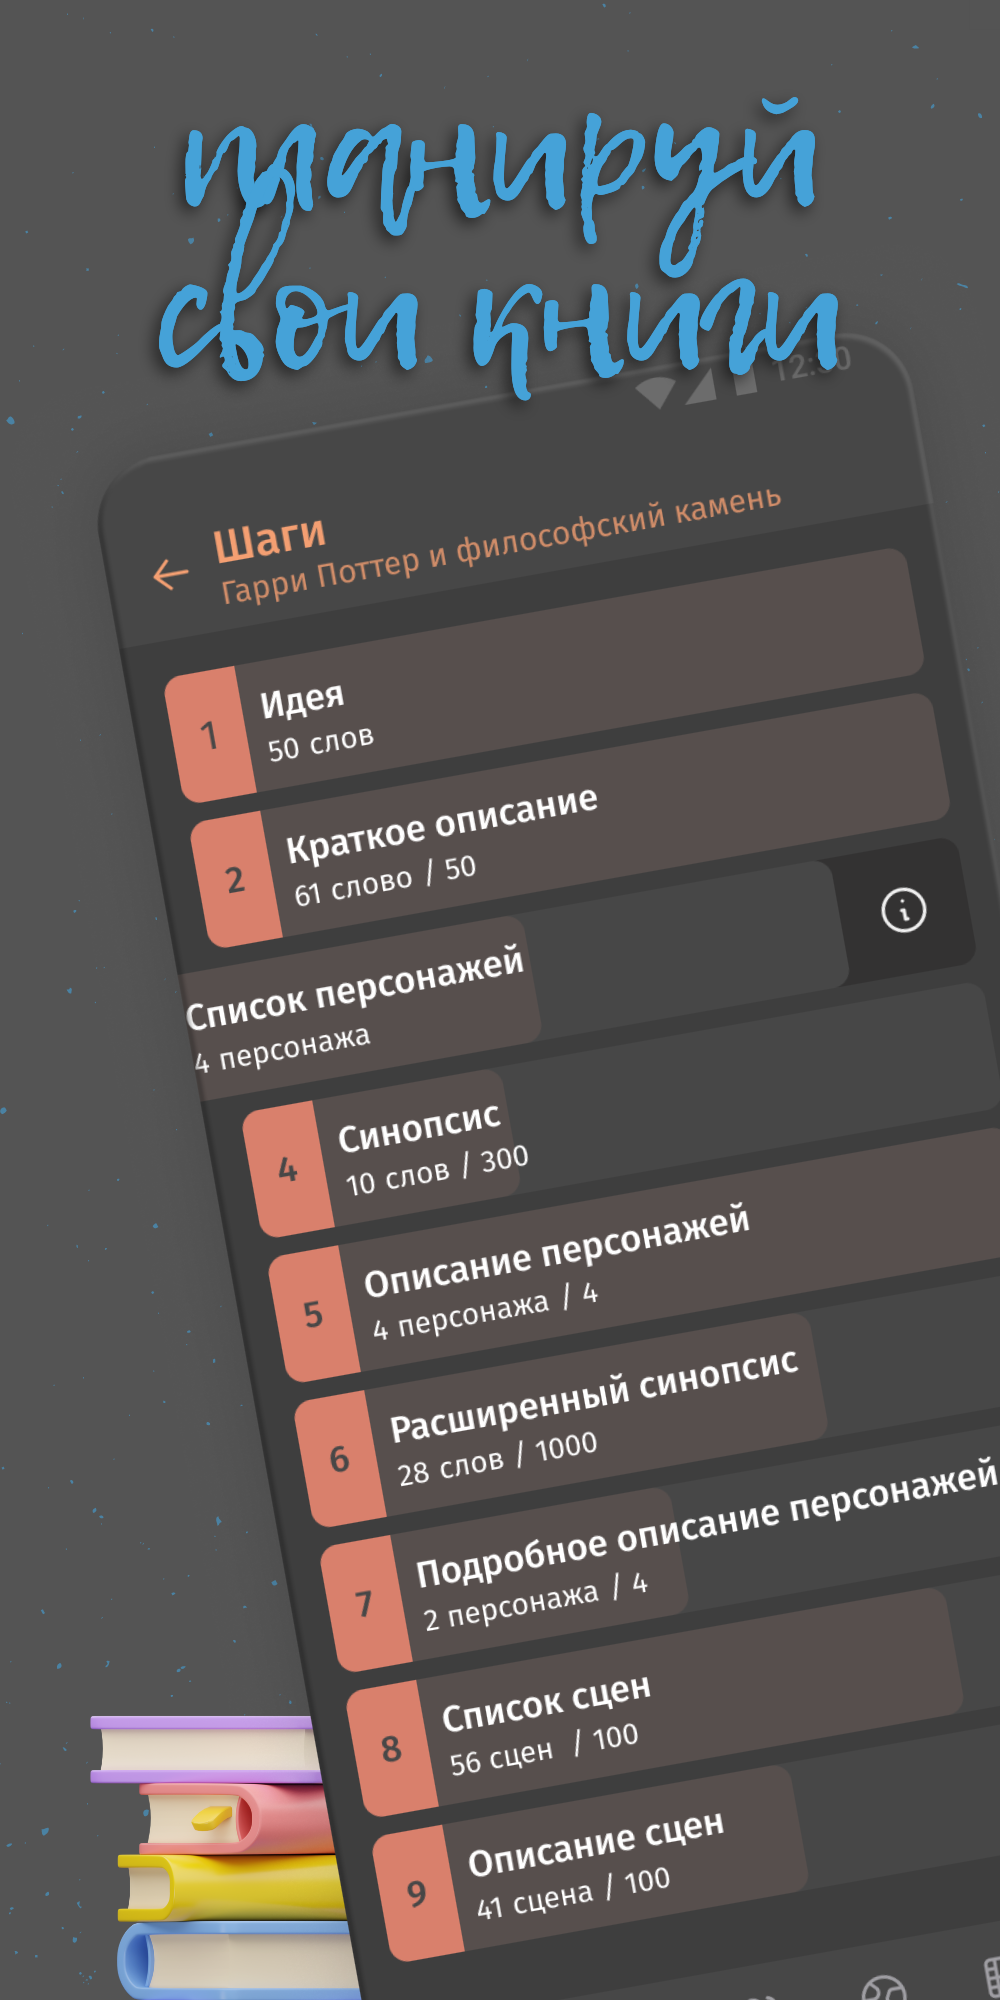 планируй
свои книги
12:30
Шаги
Гарри Поттер и философский камень
1
Идея
50 слов
2
Краткое описание
61 слово / 50
Список персонажей
4 персонажа
4
Синопсис
10 слов / 300
5
Описание персонажей
4 персонажа / 4
6
Расширенный синопсис
28 слов / 1000
7
Подробное описание персонажей
2 персонажа / 4
8
Список сцен
56 сцен / 100
9
Описание сцен
41 сцена / 100